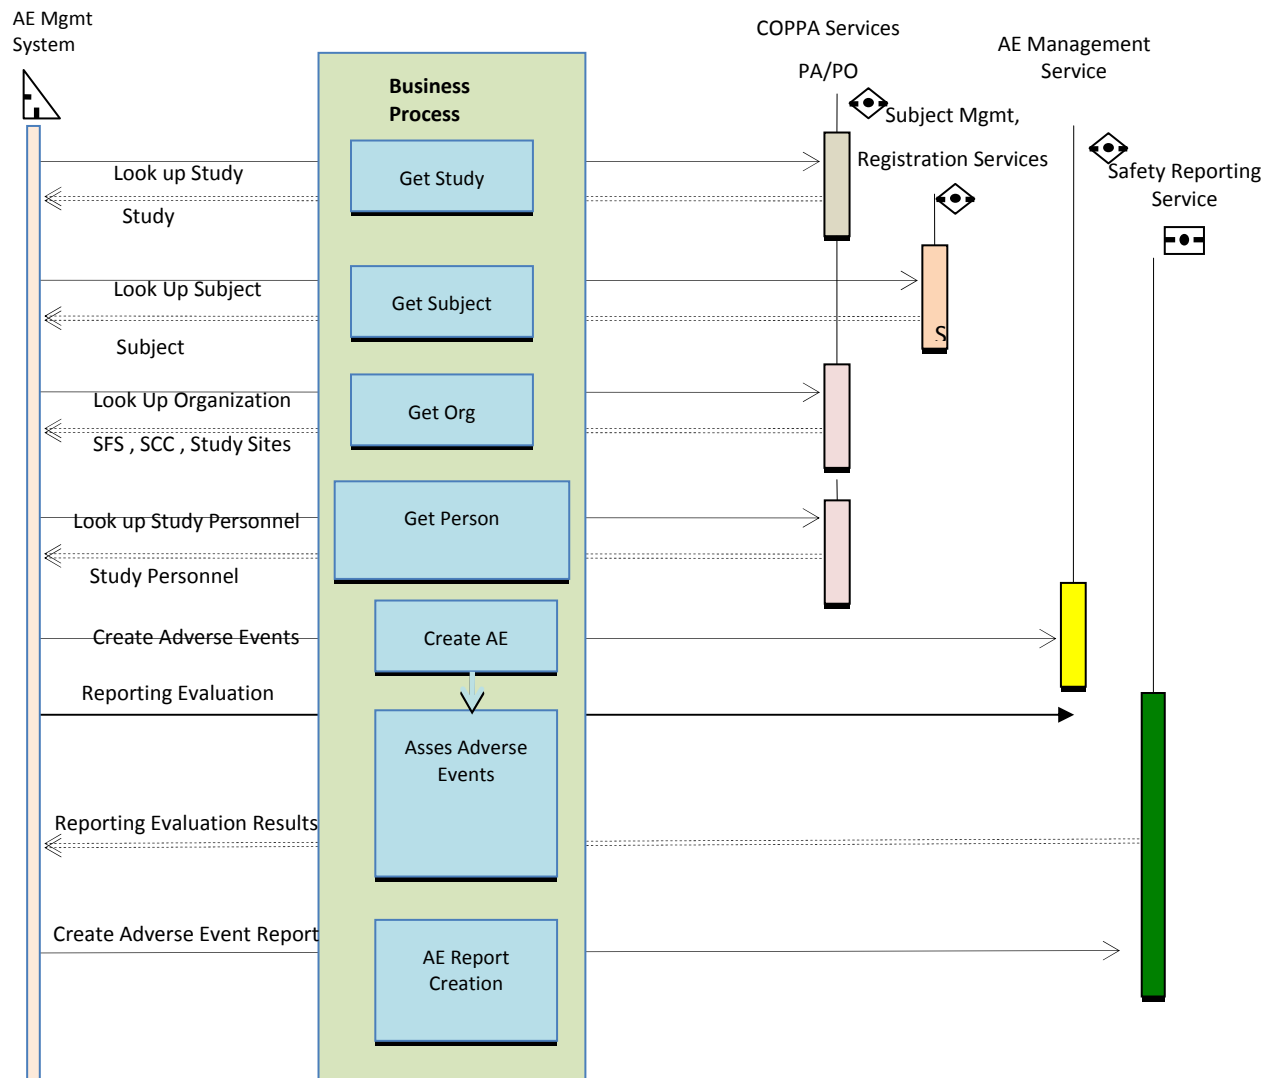 AE Mgmt
System
COPPA Services
PA/PO
AE Management
Service
Business
Process
Subject Mgmt,
Registration Services
Safety Reporting
Service
Look up Study
Get Study
Study
Look Up Subject
Get Subject
S
Subject
Look Up Organization
Get Org
SFS , SCC , Study Sites
Look up Study Personnel
Get Person
Study Personnel
Create Adverse Events
Create AE
Reporting Evaluation
Asses Adverse
Events
Reporting Evaluation Results
Create Adverse Event Report
AE Report
Creation